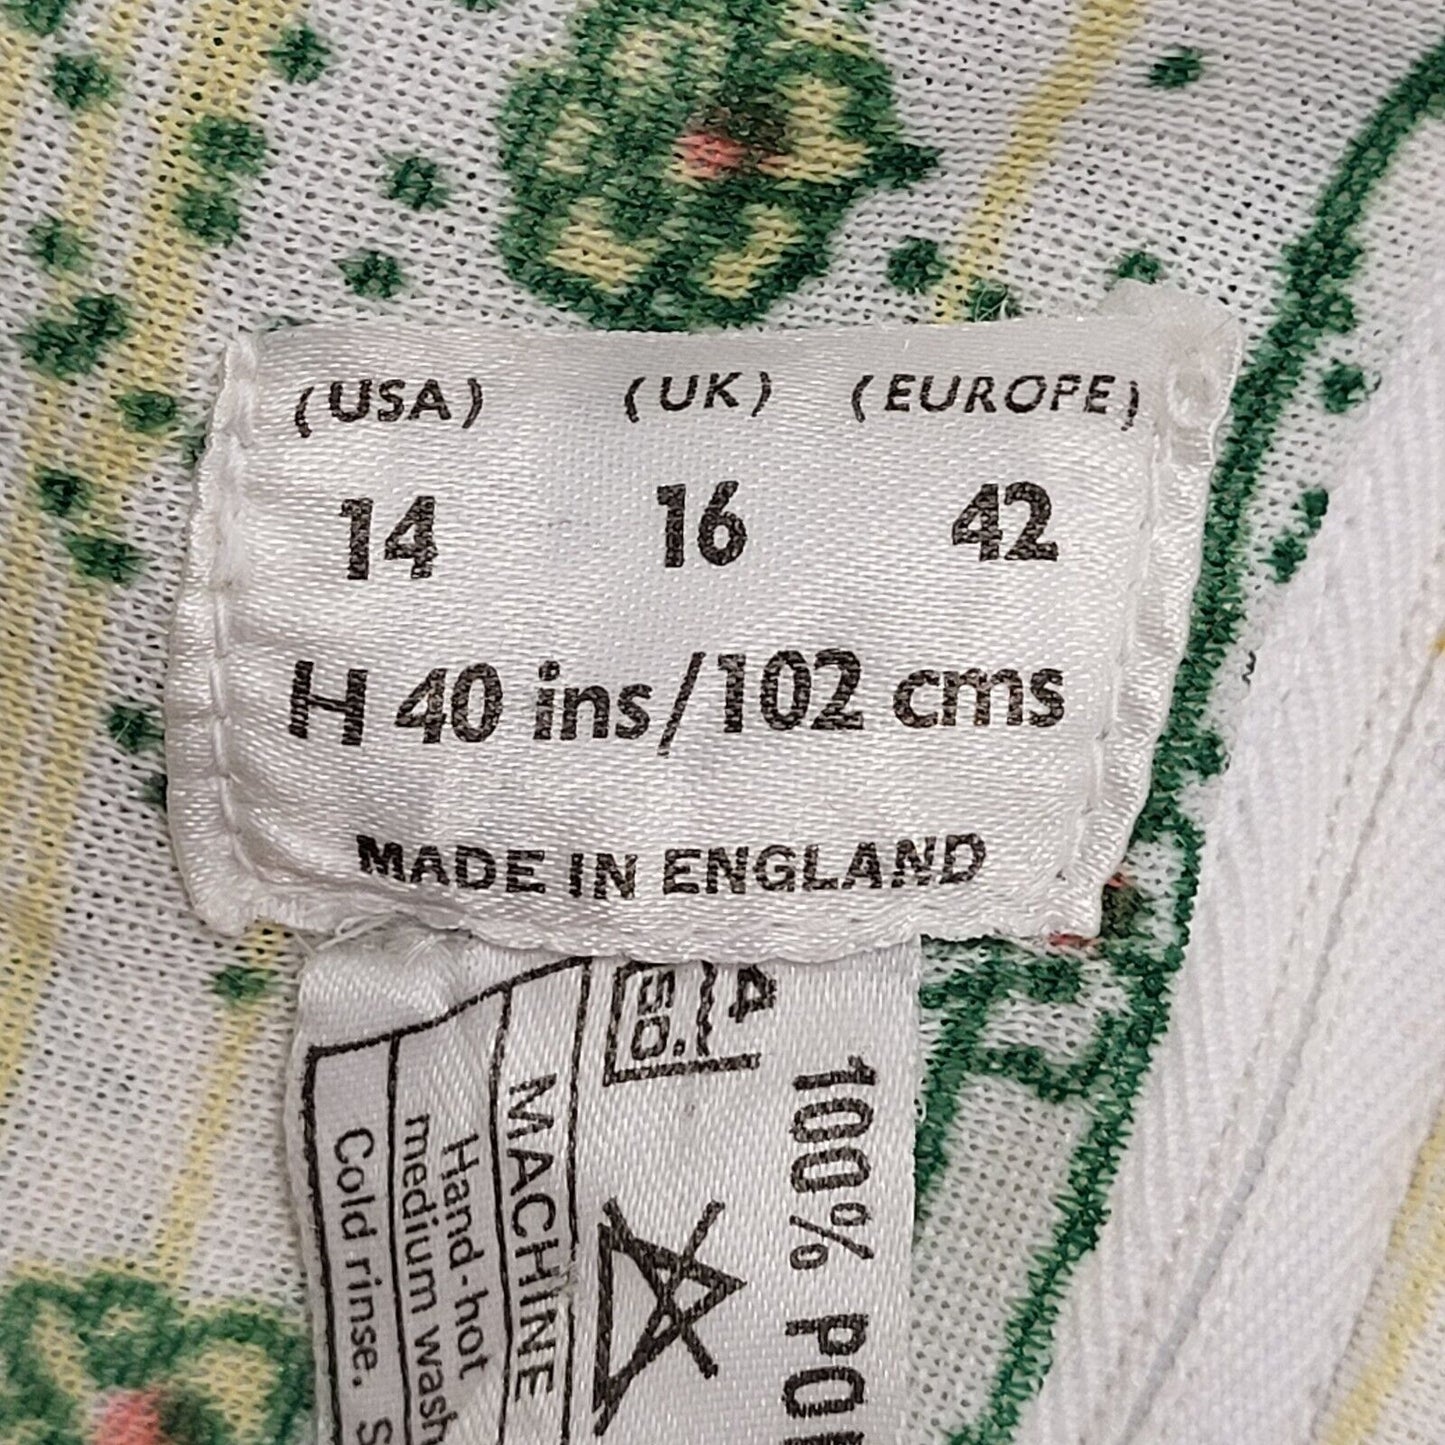 (USA) (UK) (EUROPE)
14 16 42
H 40 ins/102 cms
MADE IN ENGLAND
100%
50°
MACHINE
Hand-hot
medium wash
Cold rinse.